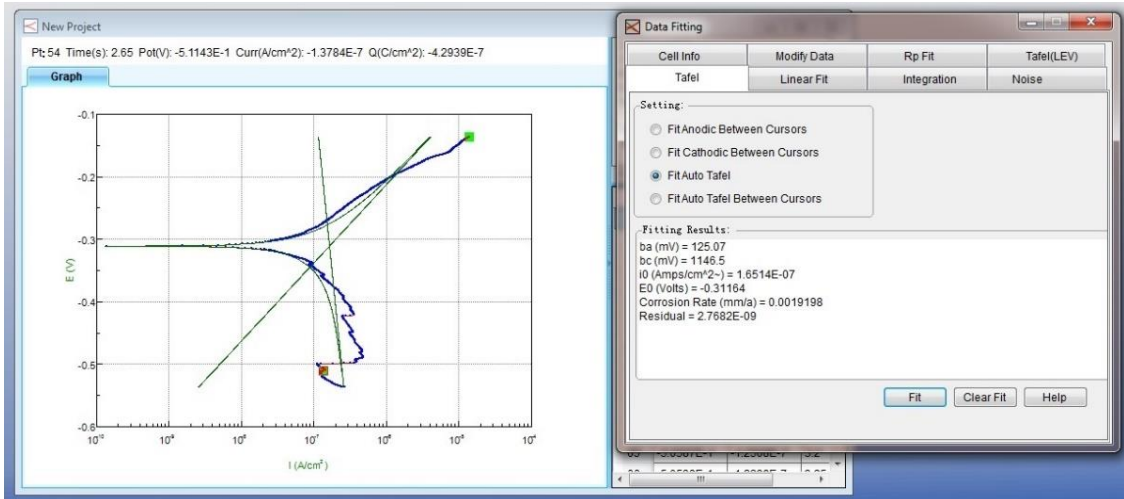 New Project
Pt: 54 Time(s): 2.65 Pot(V): -5.1143E-1 Curr(A/cm^2): -1.3784E-7 Q(C/cm^2): -4.2939E-7
Graph
-0.1
-0.2
-0.3
-0.4
-0.5
-0.6
E (V)
10⁻⁷
10⁻⁴
I (A/cm²)
Data Fitting
Cell Info
Modify Data
Rp Fit
Tafel(LEV)
Tafel
Linear Fit
Integration
Noise
Setting:
Fit Anodic Between Cursors
Fit Cathodic Between Cursors
Fit Auto Tafel
Fit Auto Tafel Between Cursors
Fitting Results:
ba (mV) = 125.07
bc (mV) = 1146.5
i0 (Amps/cm^2~) = 1.6514E-07
E0 (Volts) = -0.31164
Corrosion Rate (mm/a) = 0.0019198
Residual = 2.7682E-09
Fit
Clear Fit
Help